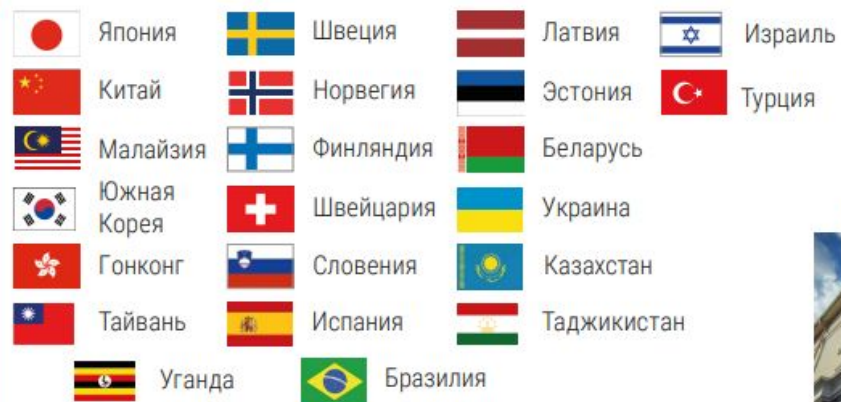 Япония
Швеция
Латвия
Израиль
Китай
Норвегия
Эстония
Турция
Малайзия
Финляндия
Беларусь
Южная
Корея
Швейцария
Украина
Гонконг
Словения
Казахстан
Тайвань
Испания
Таджикистан
Уганда
Бразилия